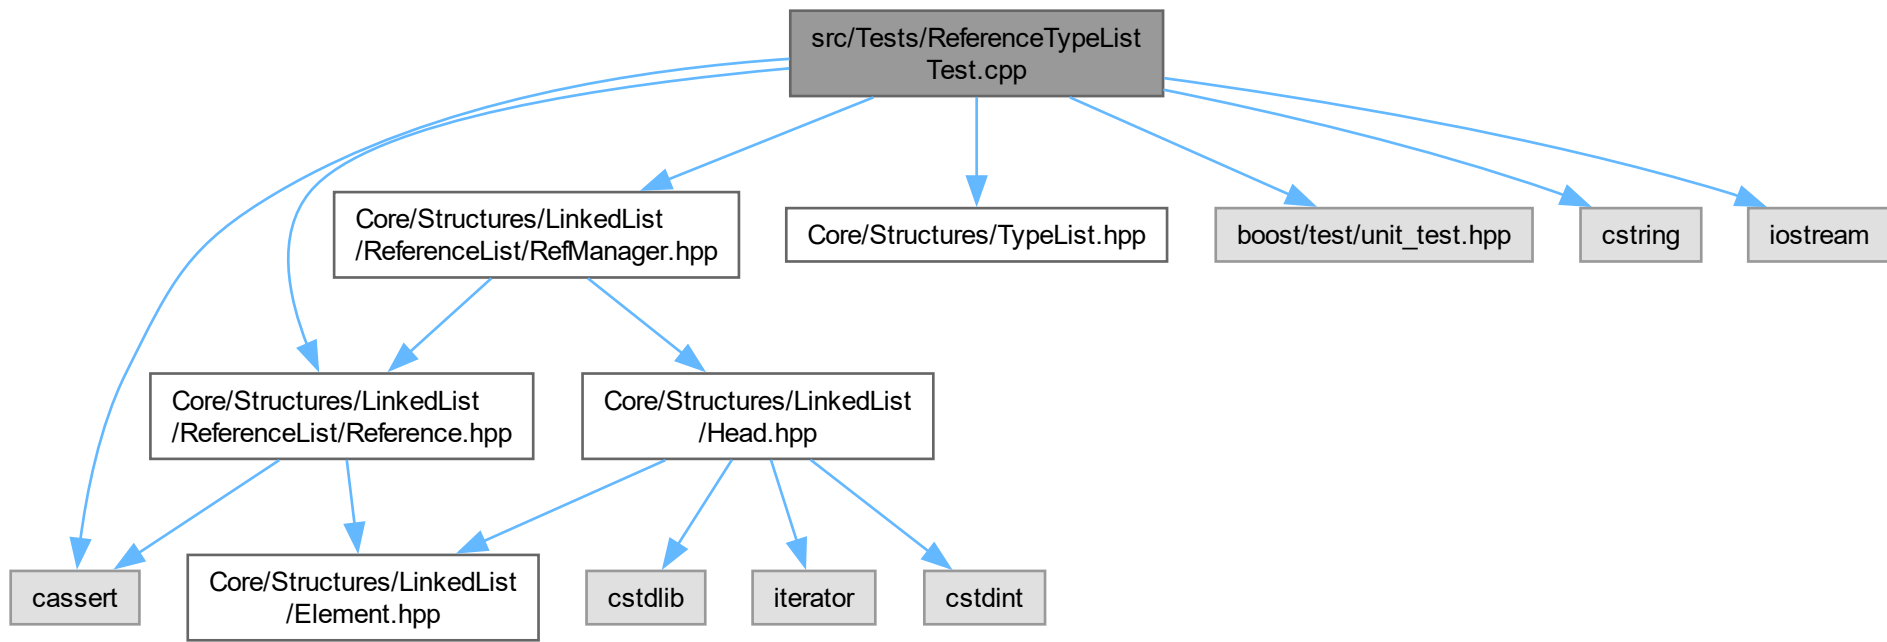 src/Tests/ReferenceTypeList
Test.cpp
Core/Structures/LinkedList
/ReferenceList/RefManager.hpp
Core/Structures/TypeList.hpp
boost/test/unit_test.hpp
cstring
iostream
Core/Structures/LinkedList
/ReferenceList/Reference.hpp
Core/Structures/LinkedList
/Head.hpp
cassert
Core/Structures/LinkedList
/Element.hpp
cstdlib
iterator
cstdint